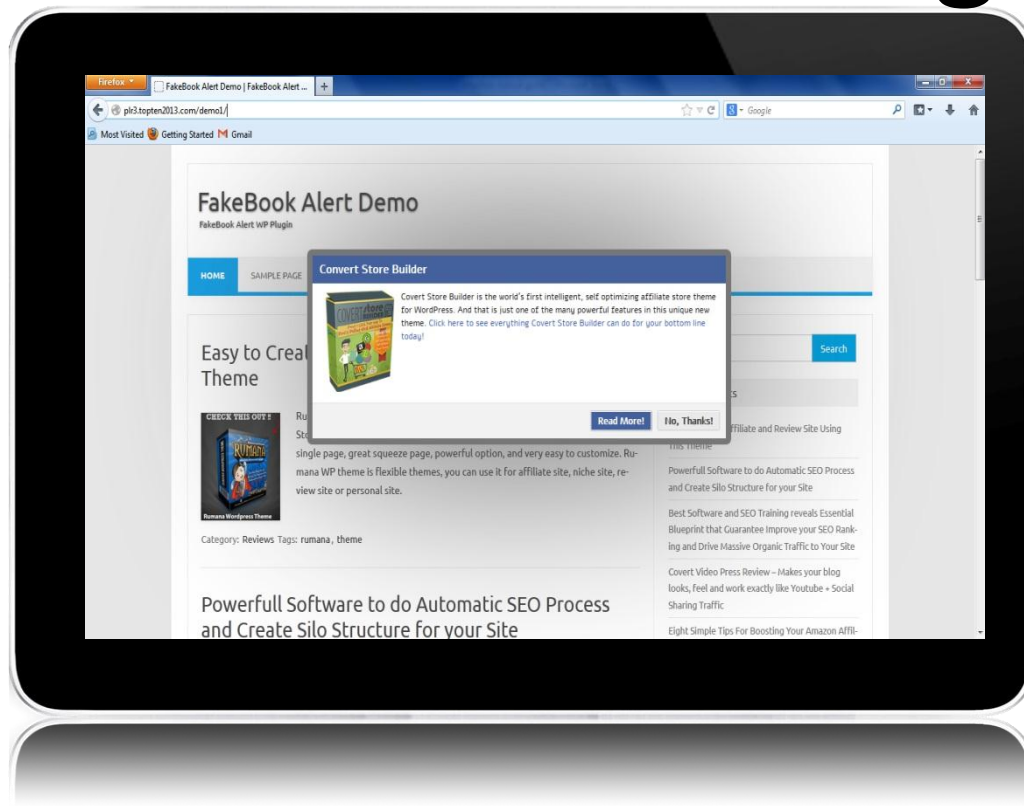 Firefox
FakeBook Alert Demo | FakeBook Alert ...
plr3.topten2013.com/demo1/
Google
Most Visited Getting Started Gmail
FakeBook Alert Demo
FakeBook Alert WP Plugin
HOME SAMPLE PAGE
Convert Store Builder
Covert Store Builder is the world's first intelligent, self optimizing affiliate store theme
for WordPress. And that is just one of the many powerful features in this unique new
theme. Click here to see everything Covert Store Builder can do for your bottom line
today!
Read More! No, Thanks!
Search
Easy to Creat
Theme
CHECK THIS OUT !!
RUMANA
Rumana Wordpress Theme
single page, great squeeze page, powerful option, and very easy to customize. Ru-
mana WP theme is flexible themes, you can use it for affiliate site, niche site, re-
view site or personal site.
Category: Reviews Tags: rumana, theme
Powerfull Software to do Automatic SEO Process
and Create Silo Structure for your Site
ffiliate and Review Site Using
This Theme
Powerfull Software to do Automatic SEO Process
and Create Silo Structure for your Site
Best Software and SEO Training reveals Essential
Blueprint that Guarantee Improve your SEO Rank-
ing and Drive Massive Organic Traffic to Your Site
Covert Video Press Review – Makes your blog
looks, feel and work exactly like Youtube + Social
Sharing Traffic
Eight Simple Tips For Boosting Your Amazon Affil-